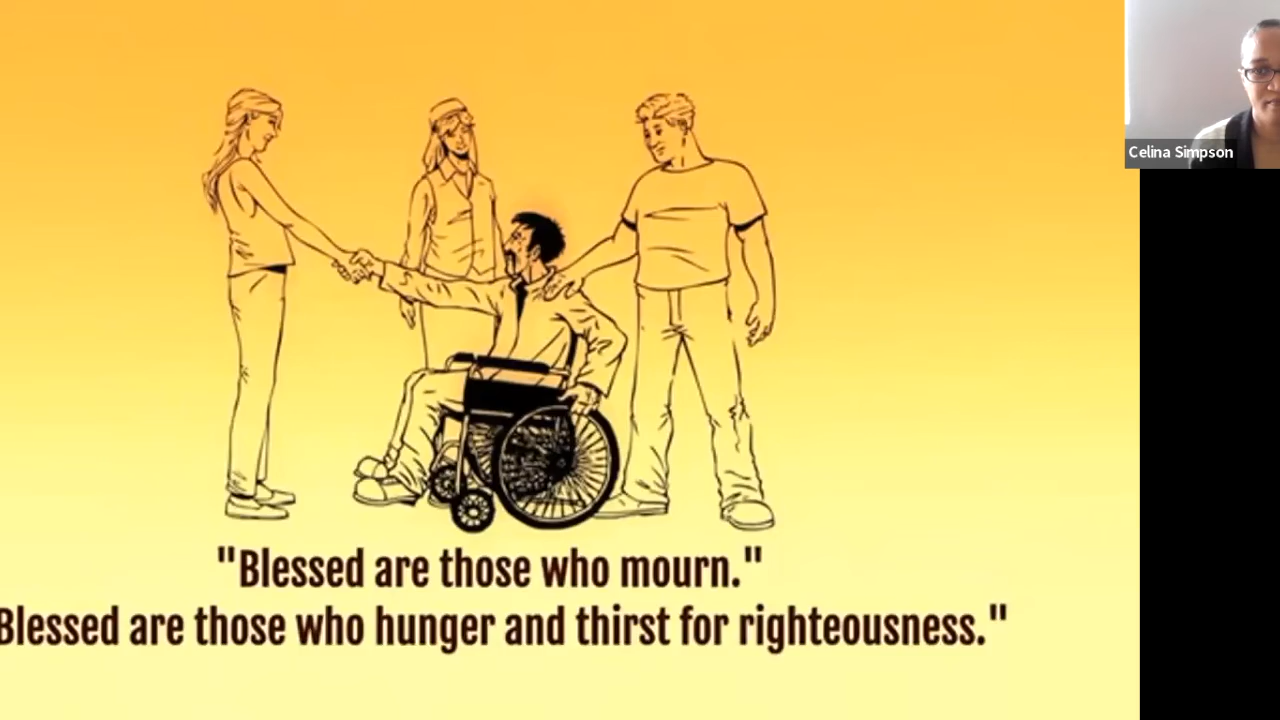 Celina Simpson
"Blessed are those who mourn."
Blessed are those who hunger and thirst for righteousness."